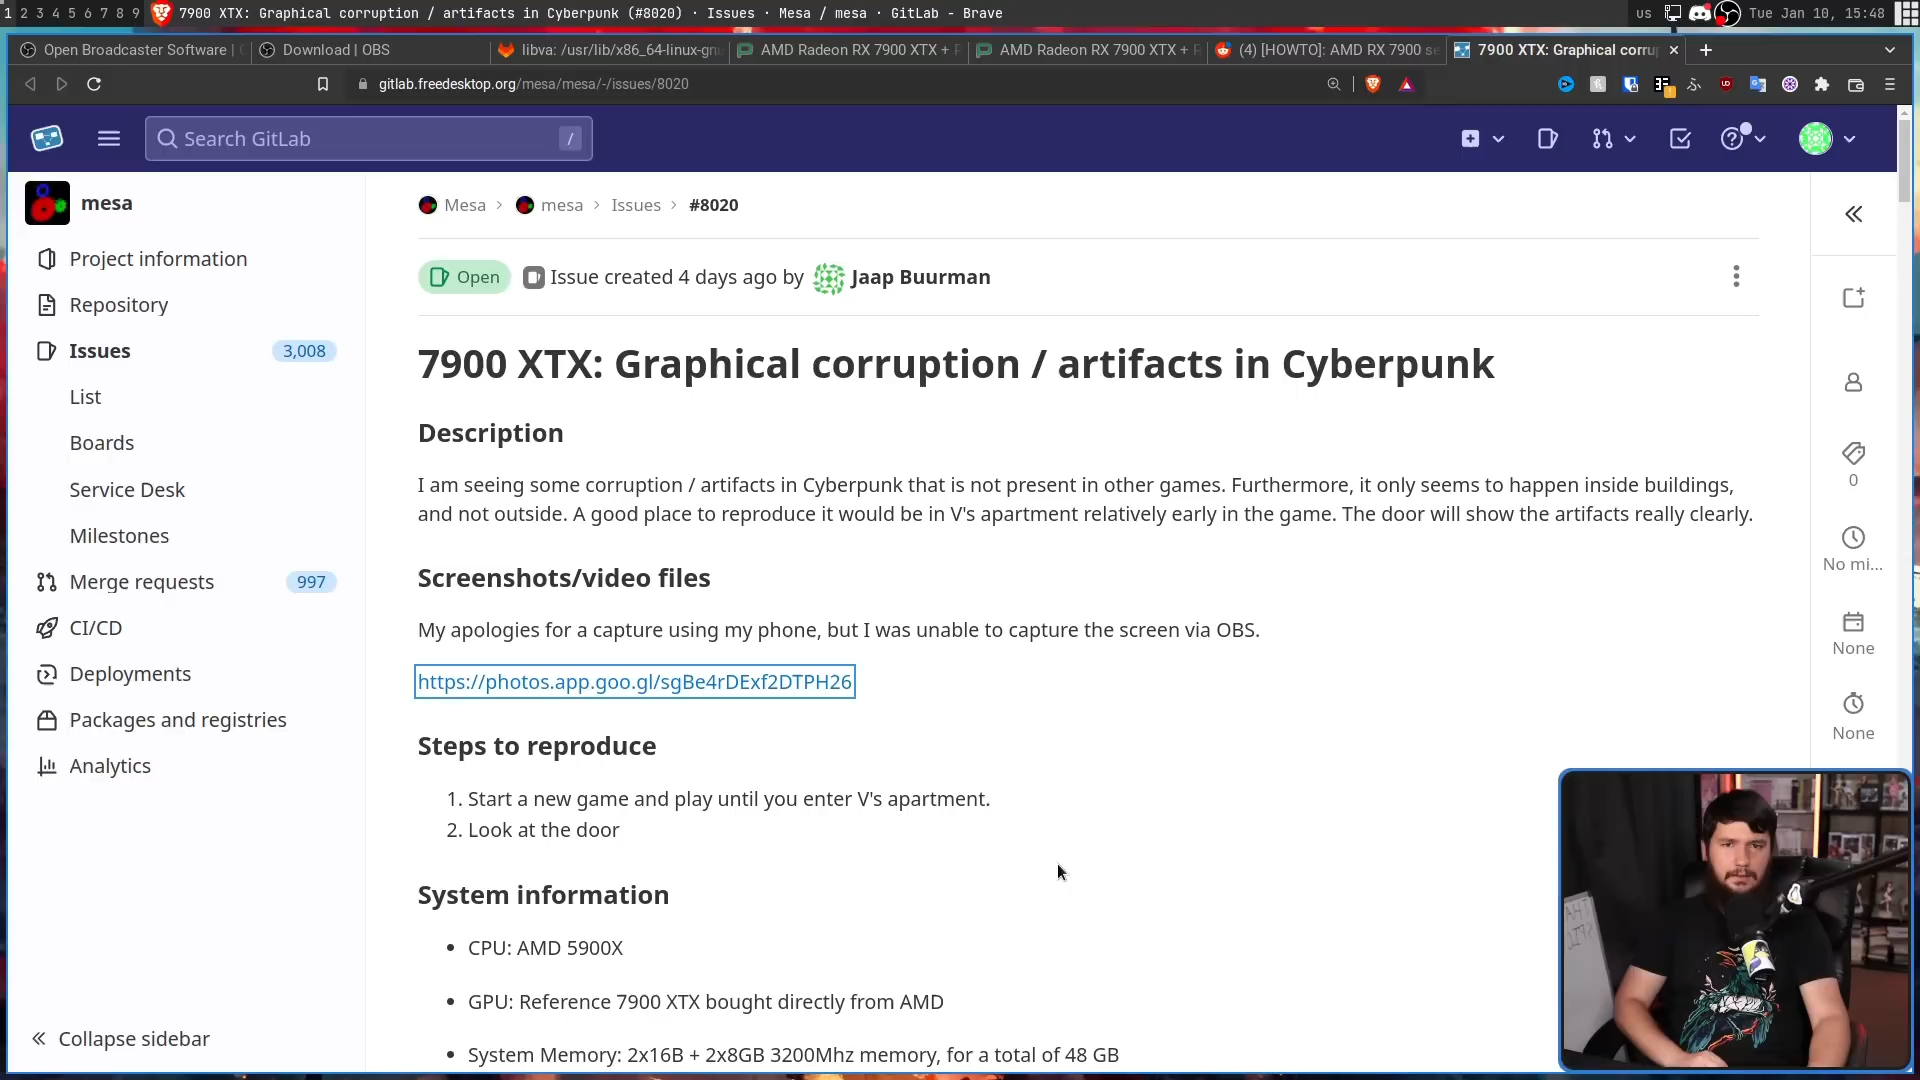 1 2 3 4 5 6 7 8 9 7900 XTX: Graphical corruption / artifacts in Cyberpunk (#8020) · Issues · Mesa / mesa · GitLab - Brave us Tue Jan 10, 15:48
Open Broadcaster Software | Download | OBS libva: /usr/lib/x86_64-linux-gnu AMD Radeon RX 7900 XTX + AMD Radeon RX 7900 XTX + (4) [HOWTO]: AMD RX 7900 se 7900 XTX: Graphical corru
gitlab.freedesktop.org/mesa/mesa/-/issues/8020
Search GitLab /
mesa
Project information
Repository
Issues 3,008
List
Boards
Service Desk
Milestones
Merge requests 997
CI/CD
Deployments
Packages and registries
Analytics
Collapse sidebar
Mesa > mesa > Issues > #8020
Open Issue created 4 days ago by Jaap Buurman
7900 XTX: Graphical corruption / artifacts in Cyberpunk
Description
I am seeing some corruption / artifacts in Cyberpunk that is not present in other games. Furthermore, it only seems to happen inside buildings,
and not outside. A good place to reproduce it would be in V's apartment relatively early in the game. The door will show the artifacts really clearly.
Screenshots/video files
My apologies for a capture using my phone, but I was unable to capture the screen via OBS.
https://photos.app.goo.gl/sgBe4rDExf2DTPH26
Steps to reproduce
1. Start a new game and play until you enter V's apartment.
2. Look at the door
System information
• CPU: AMD 5900X
• GPU: Reference 7900 XTX bought directly from AMD
• System Memory: 2x16B + 2x8GB 3200Mhz memory, for a total of 48 GB
0
No mi...
None
None